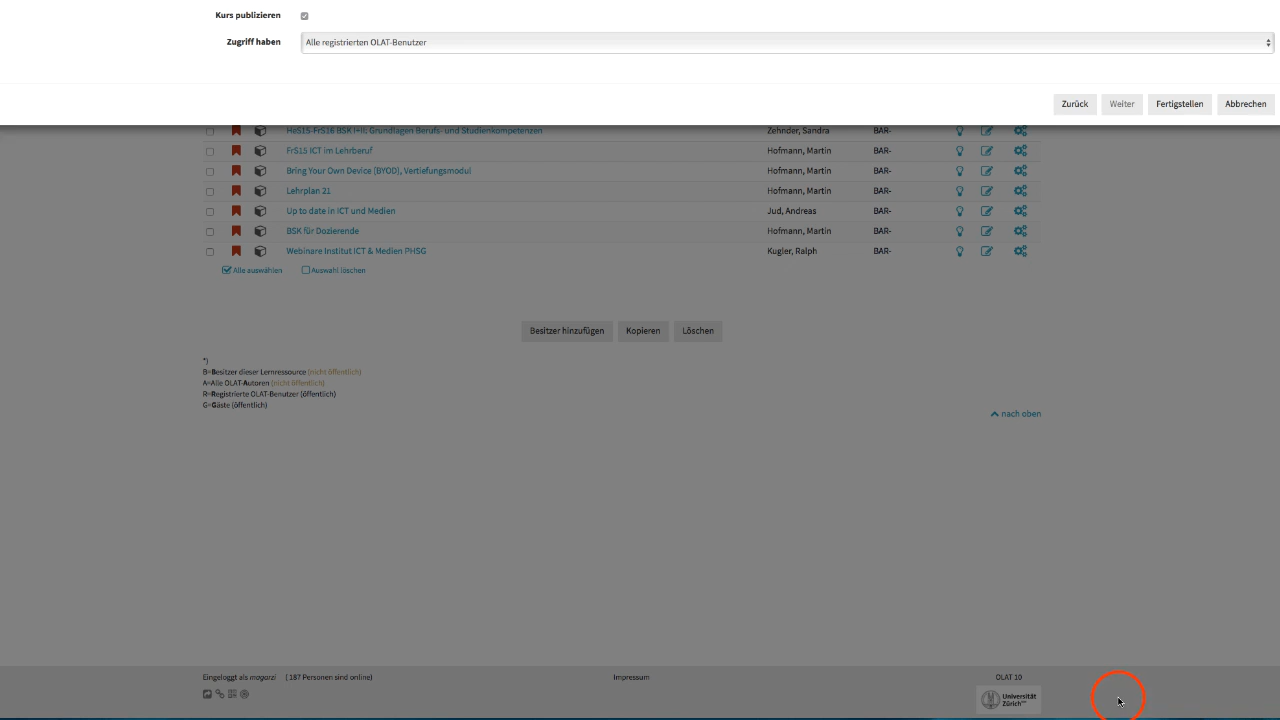 Kurs publizieren
Zugriff haben Alle registrierten OLAT-Benutzer
Zurück Weiter Fertigstellen Abbrechen
HeS15-FrS16 BSK I+II: Grundlagen Berufs- und Studienkompetenzen Zehnder, Sandra BAR-
FrS15 ICT im Lehrberuf Hofmann, Martin BAR-
Bring Your Own Device (BYOD), Vertiefungsmodul Hofmann, Martin BAR-
Lehrplan 21 Hofmann, Martin BAR-
Up to date in ICT und Medien Jud, Andreas BAR-
BSK für Dozierende Hofmann, Martin BAR-
Webinare Institut ICT & Medien PHSG Kugler, Ralph BAR-
Alle auswählen Auswahl löschen
Besitzer hinzufügen Kopieren Löschen
*)
B=Besitzer dieser Lernressource (nicht öffentlich)
A=Alle OLAT-Autoren (nicht öffentlich)
R=Registrierte OLAT-Benutzer (öffentlich)
G=Gäste (öffentlich)
nach oben
Eingeloggt als magarzi ( 187 Personen sind online) Impressum OLAT 10
Universität
Zürich UZH